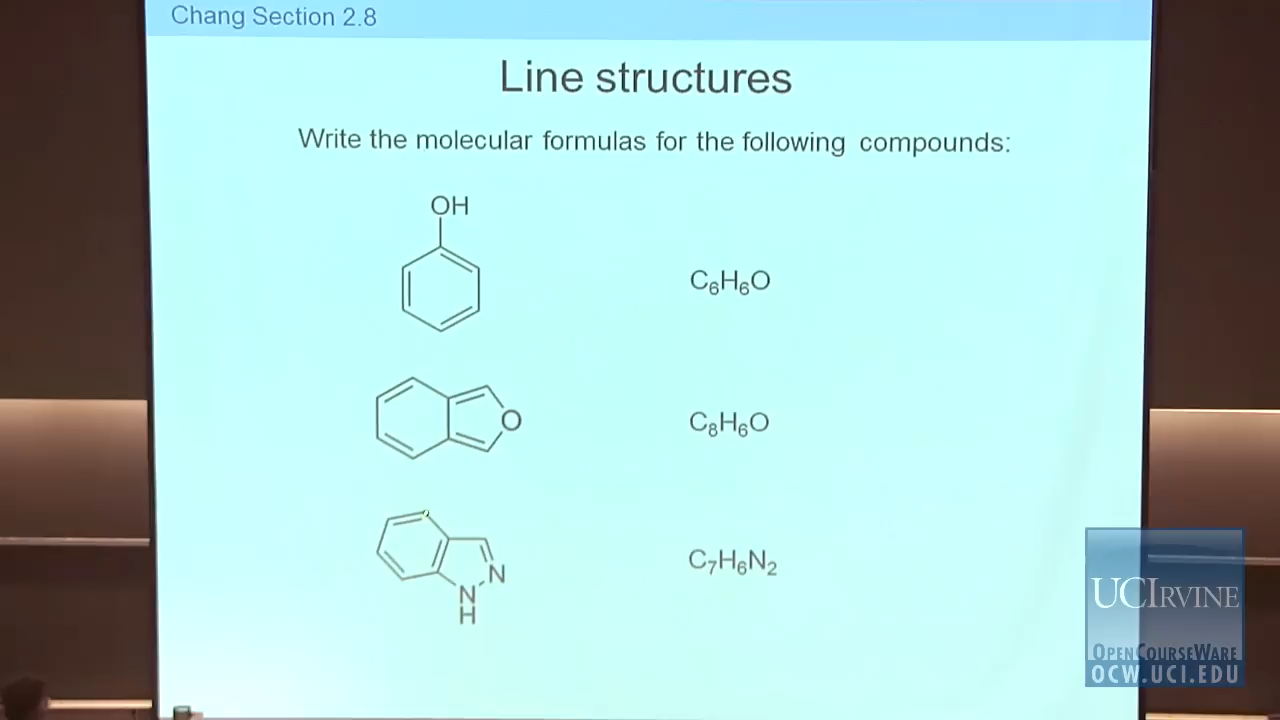 Chang Section 2.8
Line structures
Write the molecular formulas for the following compounds:
OH
C₆H₆O
O
C₈H₆O
N
N
H
C₇H₆N₂
UCIRVINE
OPENCOURSEWARE
OCW.UCI.EDU